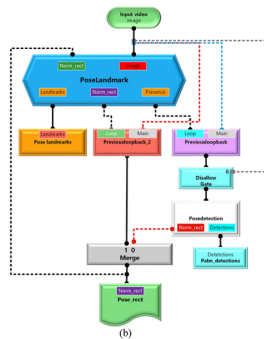 Input video
image
Norm_rect
Image
PoseLandmark
Landmarks
Norm_rect
Presence
Landmarks
Pose landmarks
Loop
Main
Previousloopback_2
Loop
Main
Previousloopback
D
Disallow
Gate
Posedetection
Norm_rect
Detections
1 0
Merge
Detetctions
Palm_detections
Norm_rect
Pose_rect
(b)